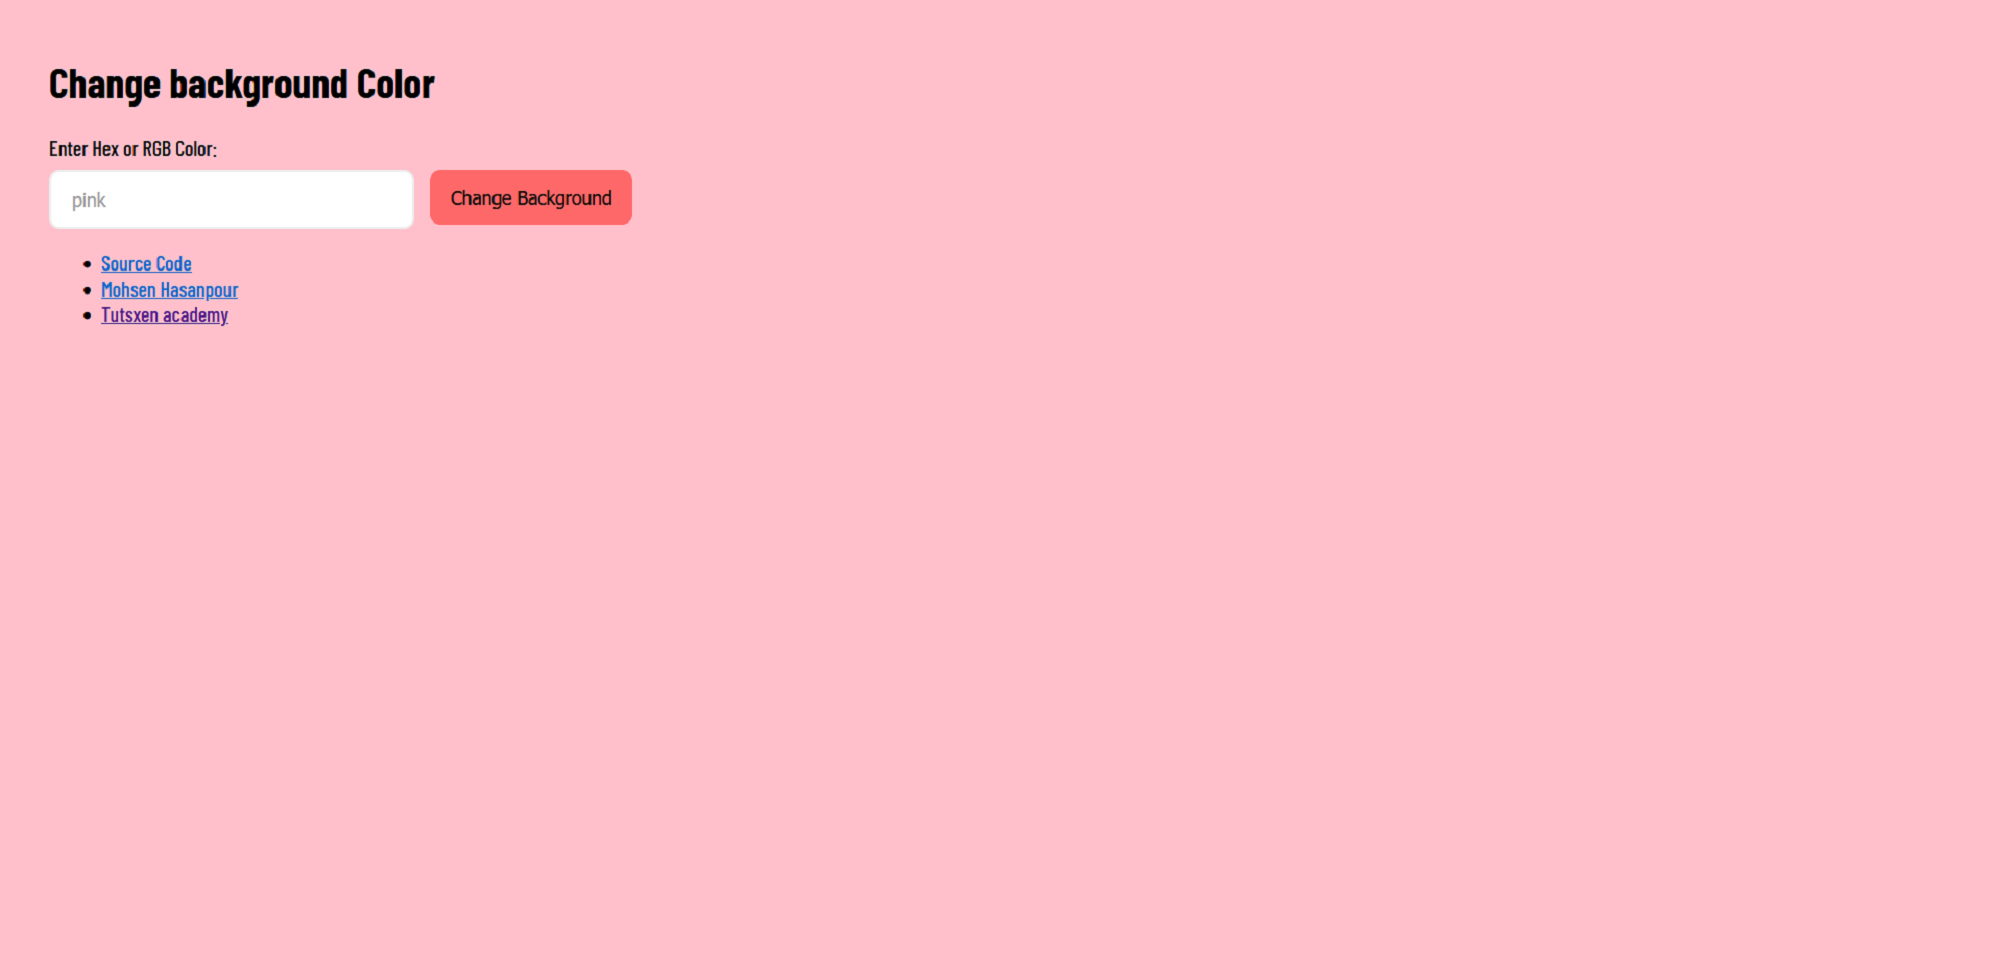 Change background Color
Enter Hex or RGB Color:
pink
Change Background
Source Code
Mohsen Hasanpour
Tutsxen academy